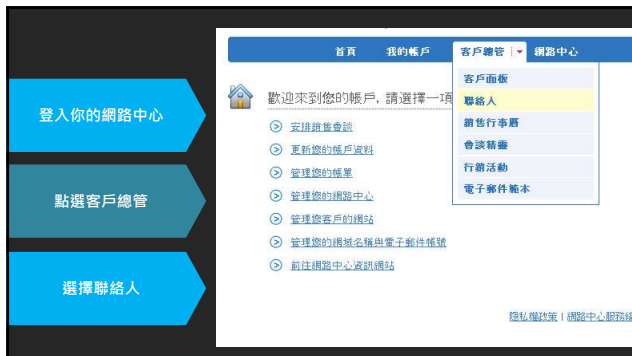 登入你的網路中心
點選客戶總管
選擇聯絡人
首頁 我的帳戶 客戶總管 網路中心
客戶面板
聯絡人
銷售行事曆
會談精靈
行銷活動
電子郵件範本
歡迎來到您的帳戶, 請選擇一項
安排銷售會談
更新您的帳戶資料
管理您的帳單
管理您的網路中心
管理您客戶的網站
管理您的網域名稱與電子郵件帳號
前往網路中心資訊網站
隱私權政策 | 網路中心服務條